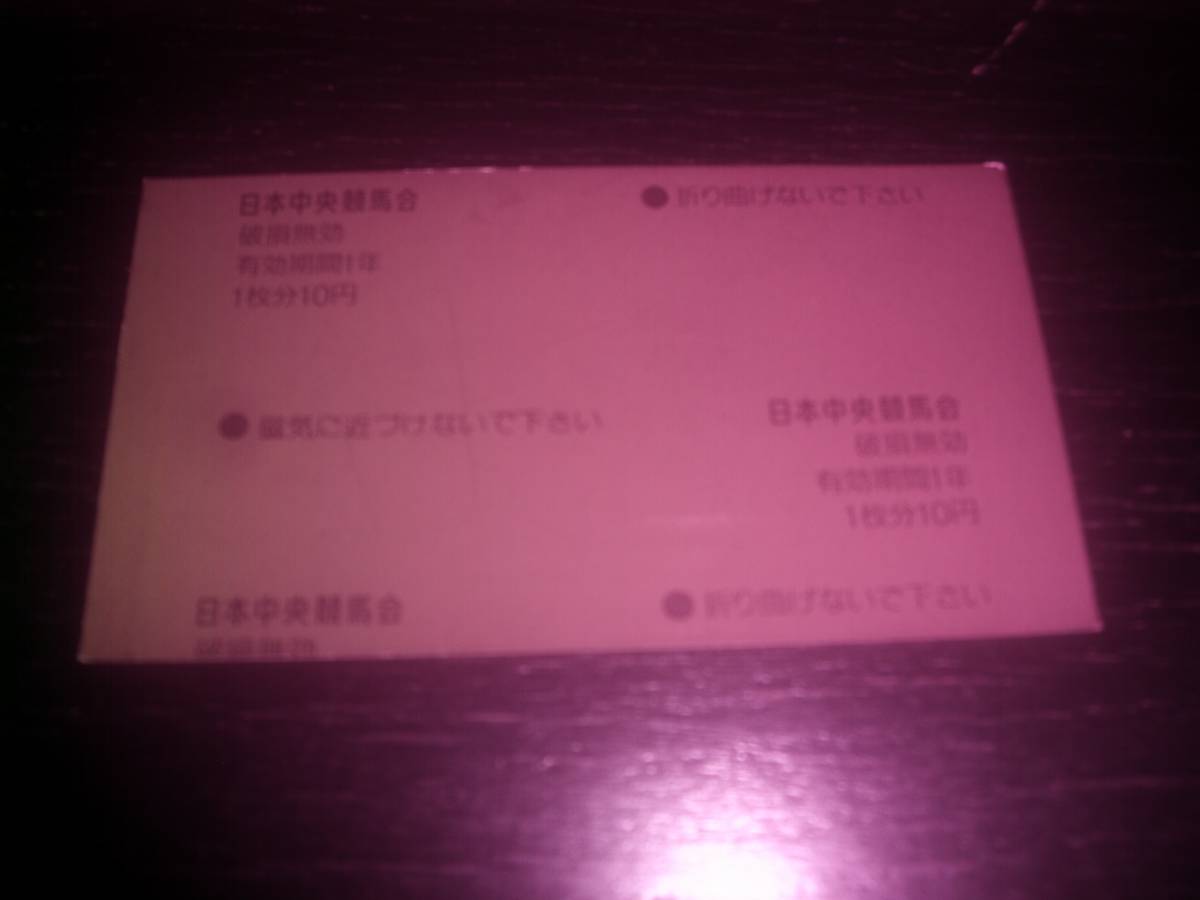 日本中央競馬会
破損無効
有効期間1年
1枚分10円
●折り曲げないで下さい
●磁気に近づけないで下さい
日本中央競馬会
破損無効
有効期間1年
1枚分10円
日本中央競馬会
破損無効
●折り曲げないで下さい